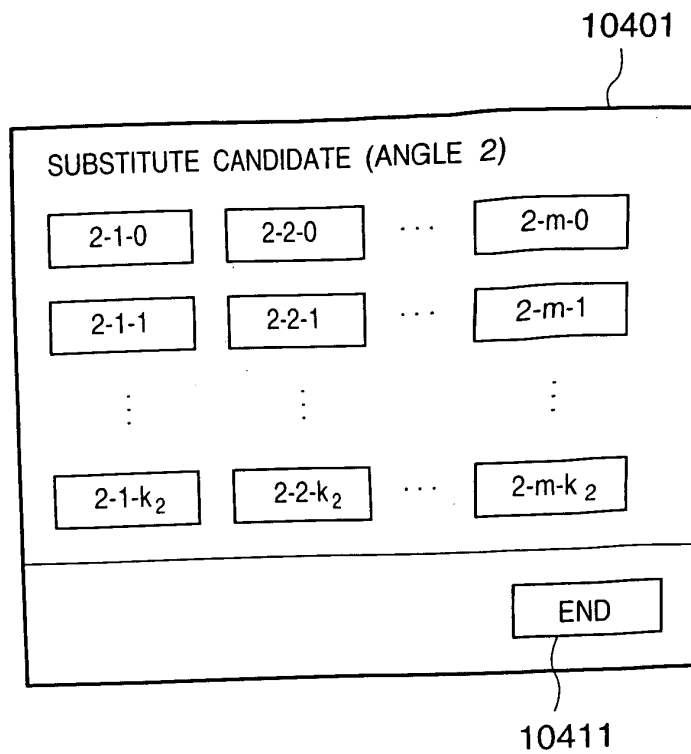 10401
SUBSTITUTE CANDIDATE (ANGLE 2)
2-1-0 2-2-0 ... 2-m-0
2-1-1 2-2-1 ... 2-m-1
⋮ ⋮ ⋮
2-1-k₂ 2-2-k₂ ... 2-m-k₂
END
10411